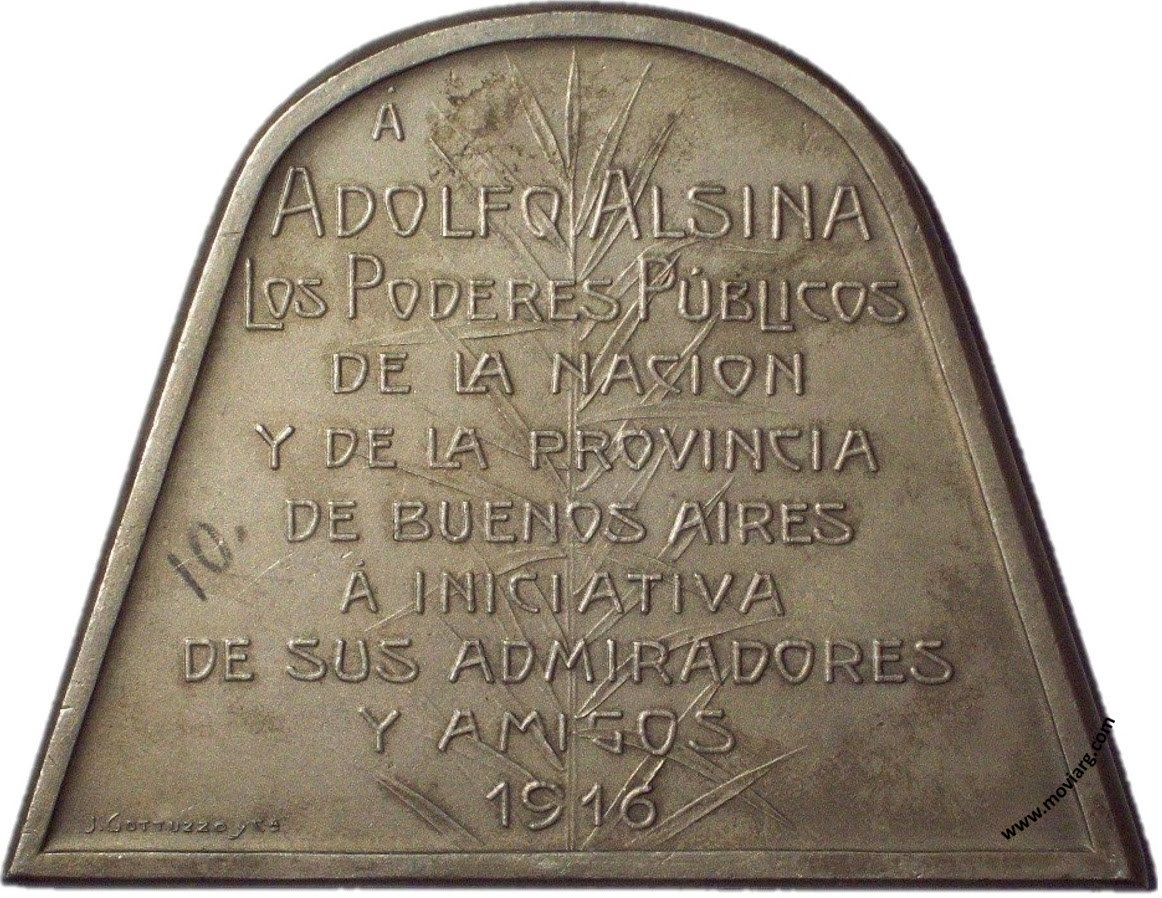 Á
ADOLFO ALSINA
LOS PODERES PÚBLICOS
DE LA NACION
Y DE LA PROVINCIA
DE BUENOS AIRES
Á INICIATIVA
DE SUS ADMIRADORES
Y AMIGOS
1916
J. GOTTUZZO y CA
10.
www.moviarg.com